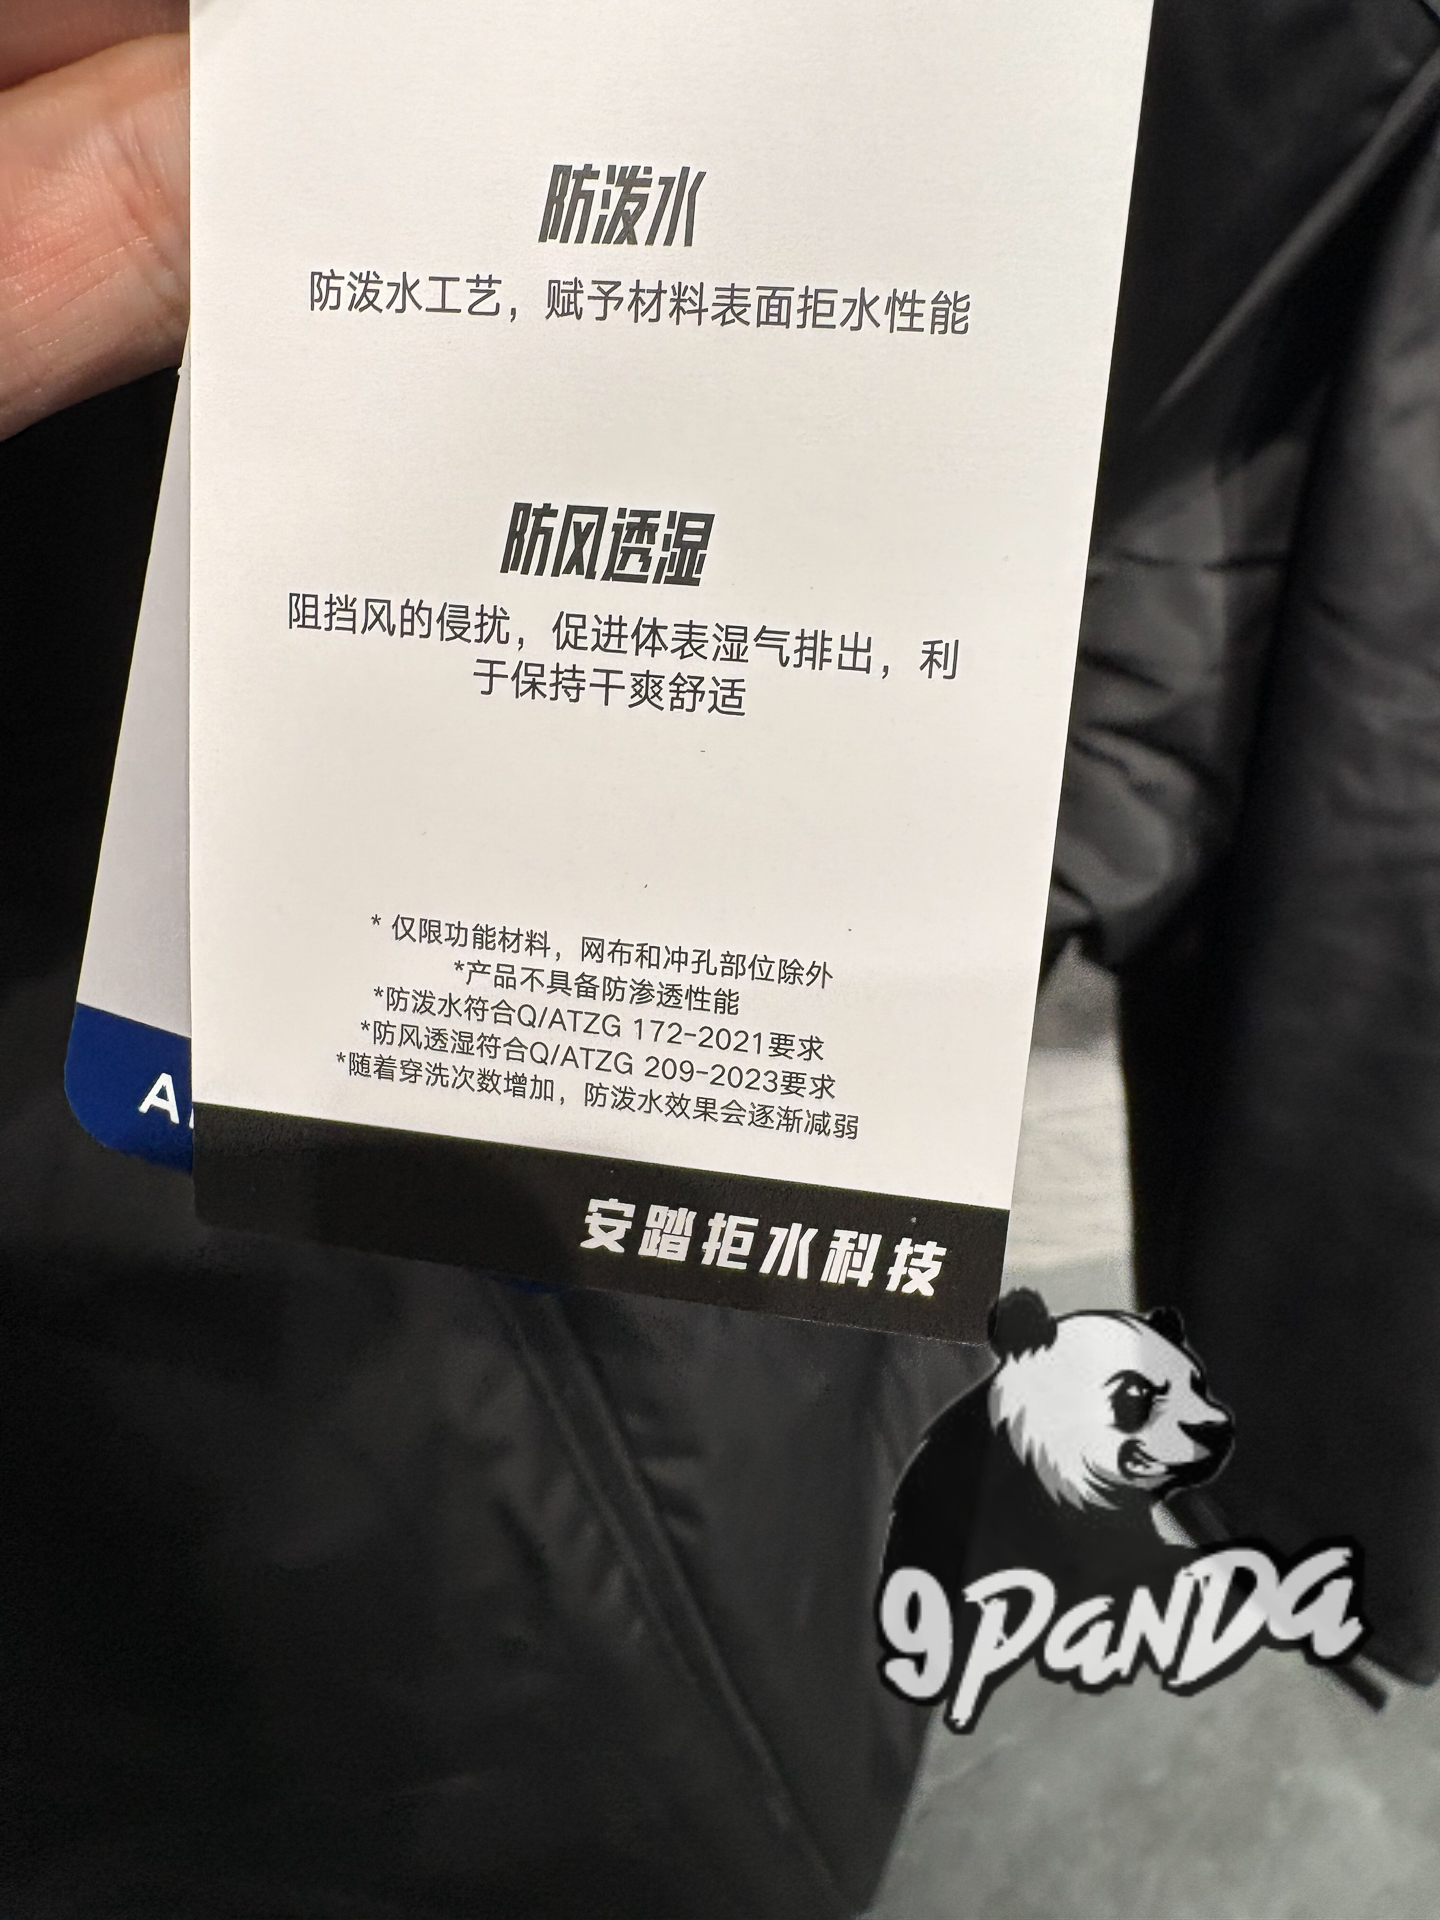 防泼水
防泼水工艺，赋予材料表面拒水性能
防风透湿
阻挡风的侵扰，促进体表湿气排出，利
于保持干爽舒适
* 仅限功能材料，网布和冲孔部位除外
*产品不具备防渗透性能
*防泼水符合Q/ATZG 172-2021要求
*防风透湿符合Q/ATZG 209-2023要求
*随着穿洗次数增加，防泼水效果会逐渐减弱
安踏拒水科技
9PANDA